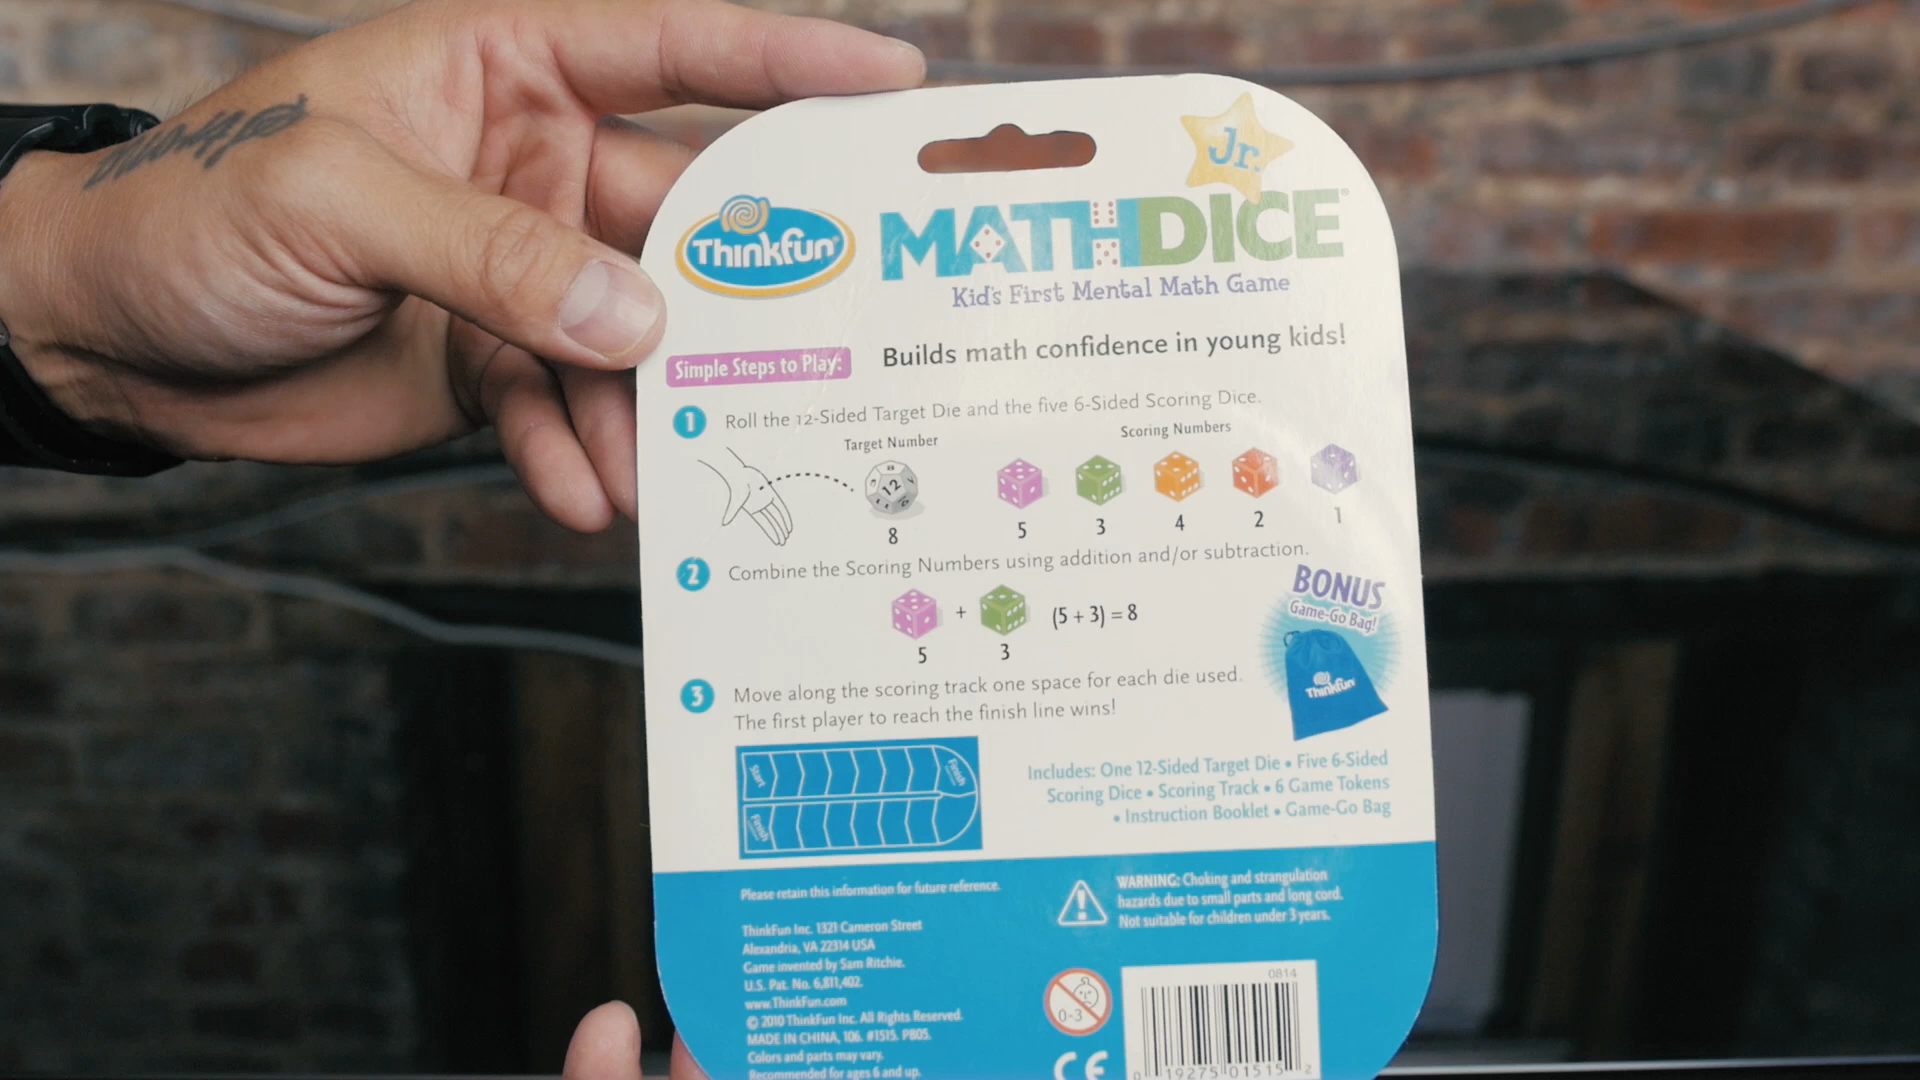 Jr.
ThinkFun
MATH DICE
Kid's First Mental Math Game
Builds math confidence in young kids!
Simple Steps to Play:
1 Roll the 12-Sided Target Die and the five 6-Sided Scoring Dice.
Target Number
Scoring Numbers
12
8 5 3 4 2 1
2 Combine the Scoring Numbers using addition and/or subtraction.
+ (5 + 3) = 8
5 3
BONUS
Game-Go Bag!
ThinkFun
3 Move along the scoring track one space for each die used.
The first player to reach the finish line wins!
Start
Finish
Finish
Includes: One 12-Sided Target Die • Five 6-Sided
Scoring Dice • Scoring Track • 6 Game Tokens
• Instruction Booklet • Game-Go Bag
Please retain this information for future reference.
ThinkFun Inc. 1321 Cameron Street
Alexandria, VA 22314 USA
Game invented by Sam Ritchie.
U.S. Pat. No. 6,811,402.
www.ThinkFun.com
© 2010 ThinkFun Inc. All Rights Reserved.
MADE IN CHINA, 106. #1515. P805.
Colors and parts may vary.
Recommended for ages 6 and up.
WARNING: Choking and strangulation
hazards due to small parts and long cord.
Not suitable for children under 3 years.
0-3
CE
0814
0 19275 01515 2